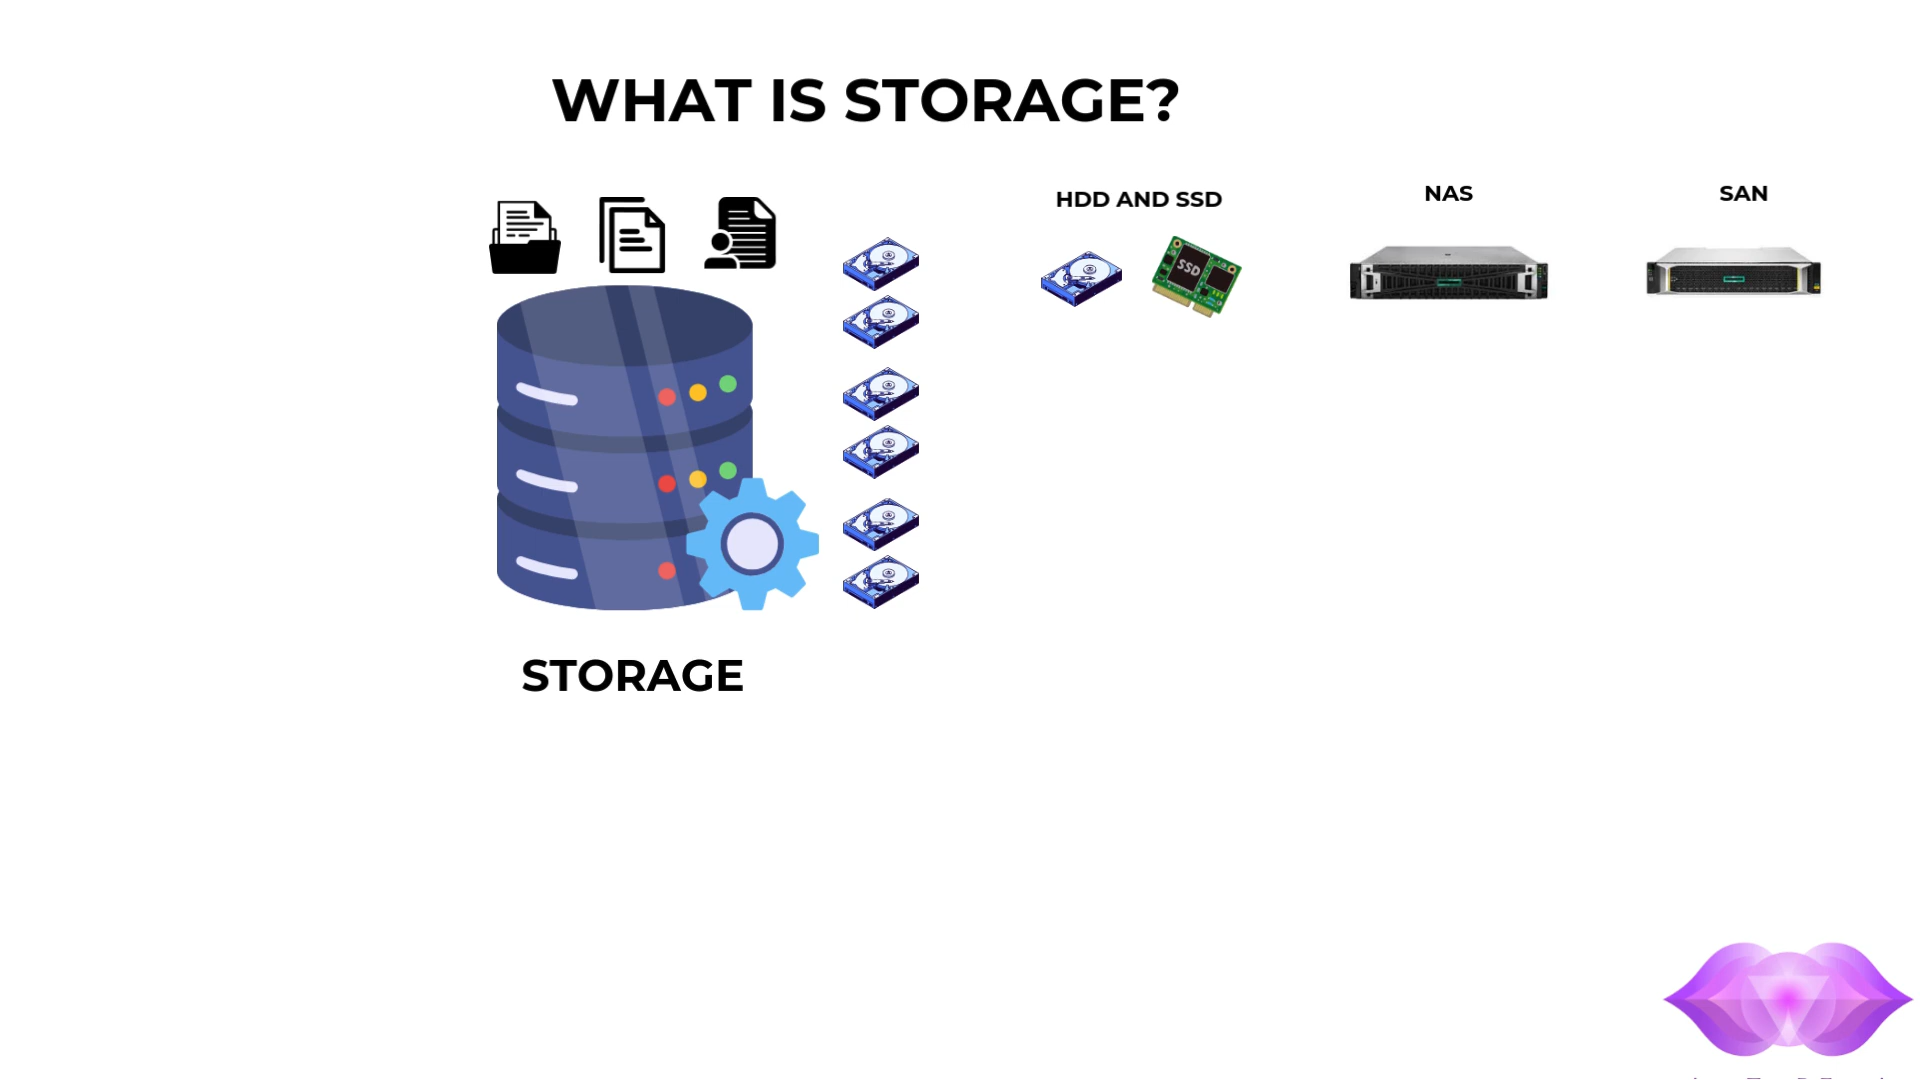 WHAT IS STORAGE?
HDD AND SSD
NAS
SAN
SSD
STORAGE